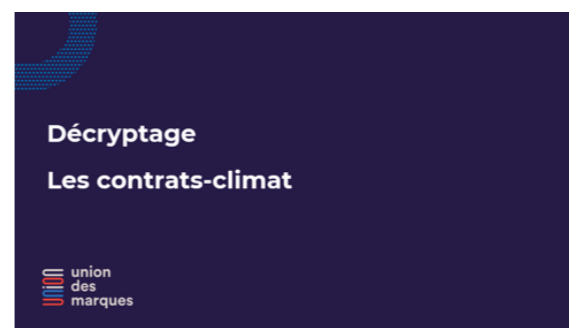 Décryptage
Les contrats-climat
union
des
marques